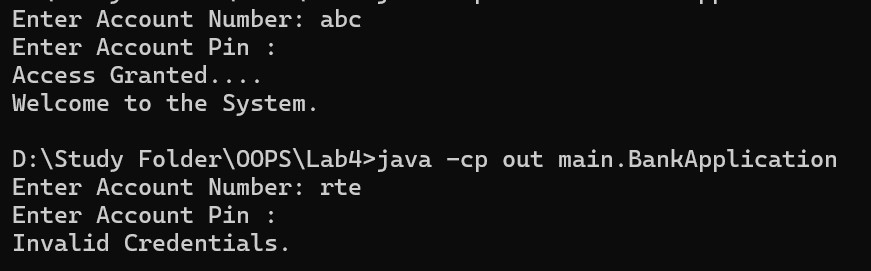 Enter Account Number: abc
Enter Account Pin :
Access Granted....
Welcome to the System.
D:\Study Folder\OOPS\Lab4>java -cp out main.BankApplication
Enter Account Number: rte
Enter Account Pin :
Invalid Credentials.